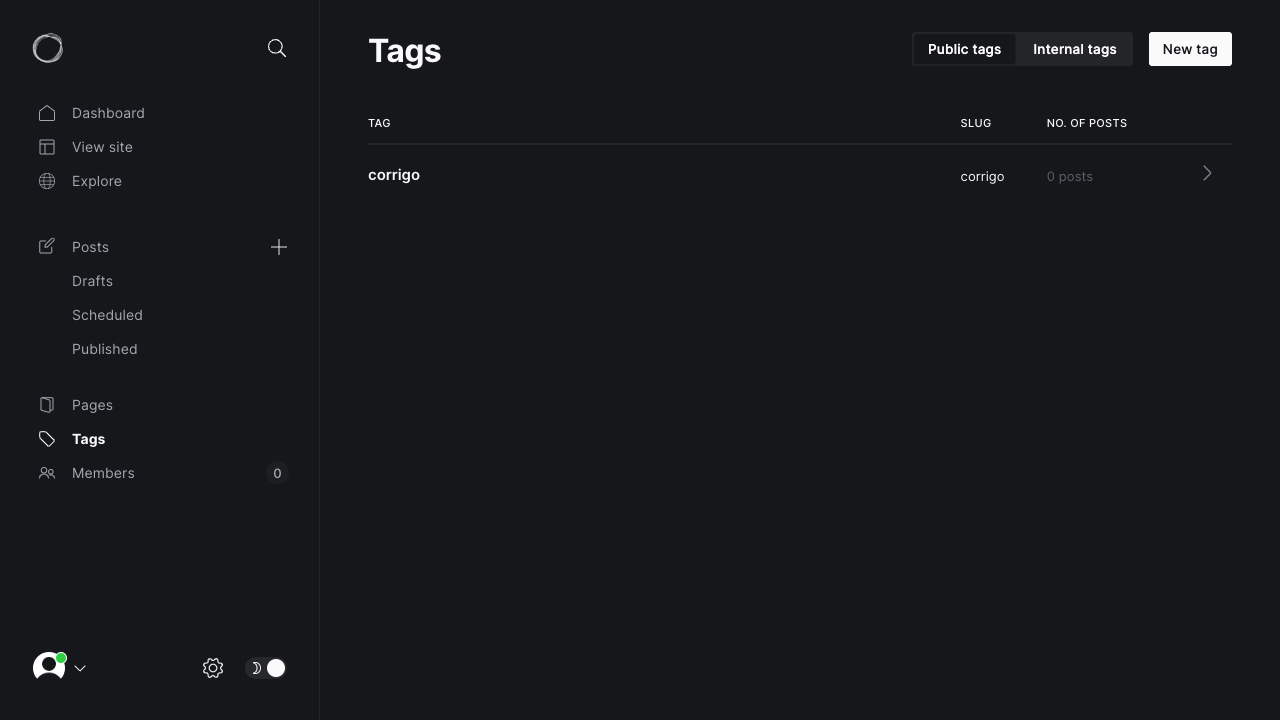 Dashboard
View site
Explore
Posts
Drafts
Scheduled
Published
Pages
Tags
Members 0
Tags
Public tags Internal tags New tag
TAG SLUG NO. OF POSTS
corrigo corrigo 0 posts